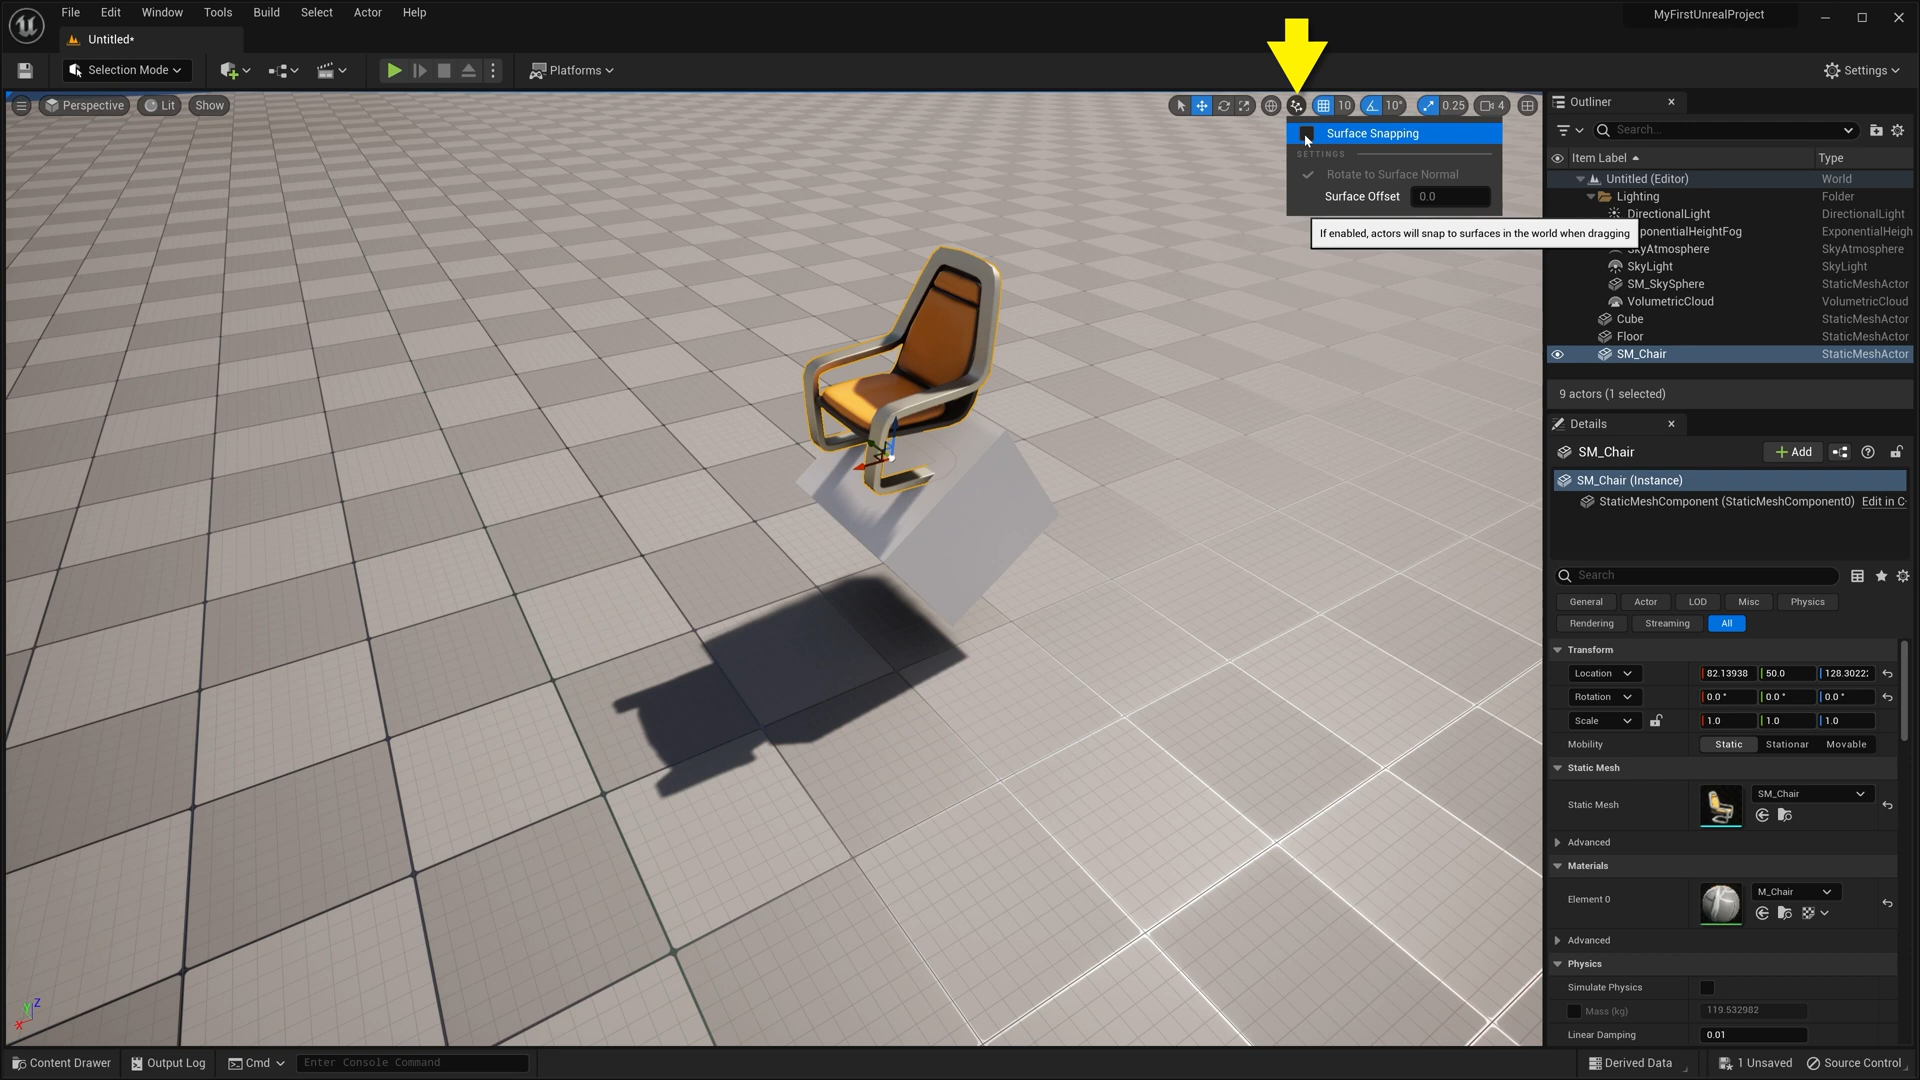 File Edit Window Tools Build Select Actor Help
MyFirstUnrealProject
Untitled*
Selection Mode
Platforms
Settings
Perspective Lit Show
10 10° 0.25 4
Surface Snapping
SETTINGS
Rotate to Surface Normal
Surface Offset 0.0
If enabled, actors will snap to surfaces in the world when dragging
Outliner
Search...
Item Label Type
Untitled (Editor) World
Lighting Folder
DirectionalLight DirectionalLight
xponentialHeightFog ExponentialHeigh
SkyAtmosphere SkyAtmosphere
SkyLight SkyLight
SM_SkySphere StaticMeshActor
VolumetricCloud VolumetricCloud
Cube StaticMeshActor
Floor StaticMeshActor
SM_Chair StaticMeshActor
9 actors (1 selected)
Details
SM_Chair
+ Add
SM_Chair (Instance)
StaticMeshComponent (StaticMeshComponent0) Edit in C
Search
General Actor LOD Misc Physics
Rendering Streaming All
Transform
Location 82.13938 50.0 128.3022
Rotation 0.0 ° 0.0 ° 0.0 °
Scale 1.0 1.0 1.0
Mobility Static Stationar Movable
Static Mesh
Static Mesh SM_Chair
Advanced
Materials
Element 0 M_Chair
Advanced
Physics
Simulate Physics
Mass (kg) 119.532982
Linear Damping 0.01
X Y Z
Content Drawer Output Log Cmd Enter Console Command
Derived Data 1 Unsaved Source Control